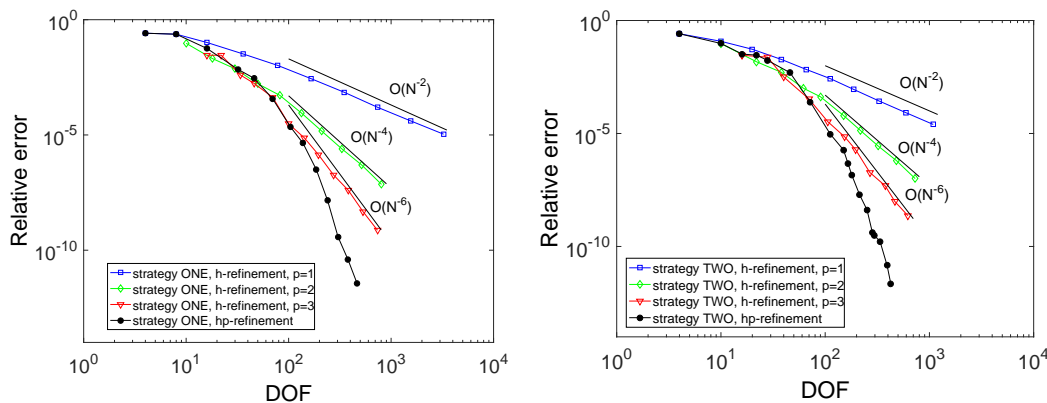 10^0
10^-5
10^-10
Relative error
O(N^-2)
O(N^-4)
O(N^-6)
strategy ONE, h-refinement, p=1
strategy ONE, h-refinement, p=2
strategy ONE, h-refinement, p=3
strategy ONE, hp-refinement
10^0
10^1
10^2
10^3
10^4
DOF
10^0
10^-5
10^-10
Relative error
O(N^-2)
O(N^-4)
O(N^-6)
strategy TWO, h-refinement, p=1
strategy TWO, h-refinement, p=2
strategy TWO, h-refinement, p=3
strategy TWO, hp-refinement
10^0
10^1
10^2
10^3
10^4
DOF